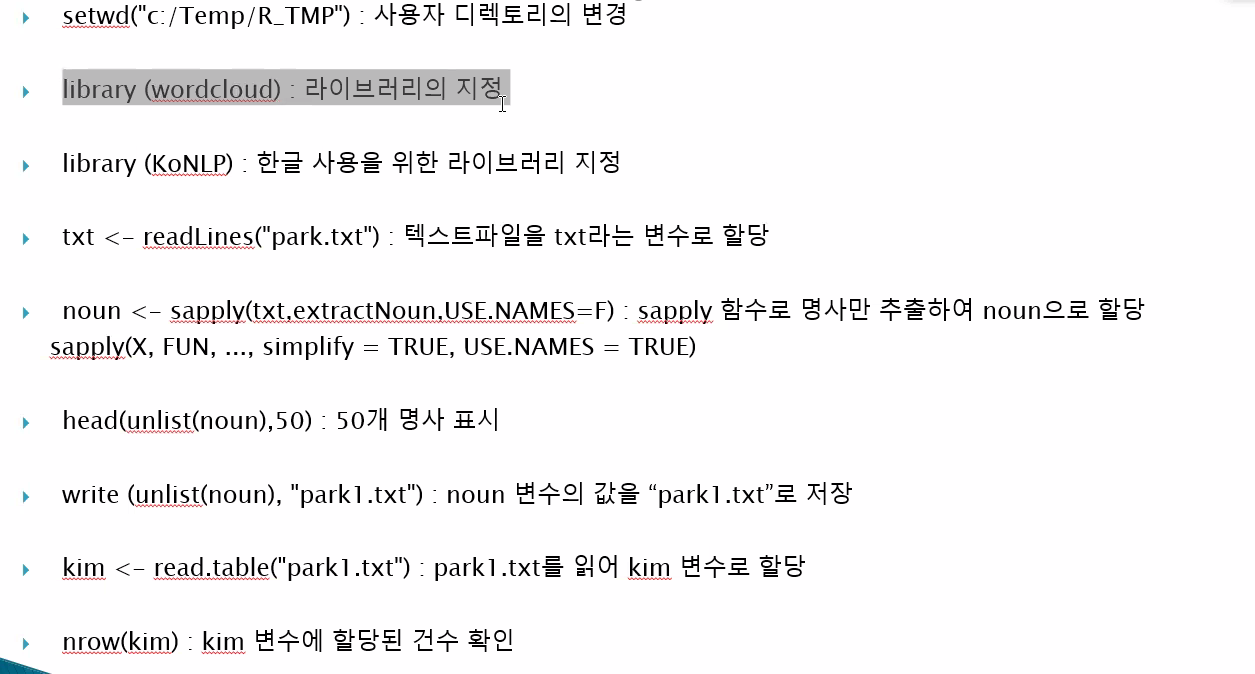 setwd("c:/Temp/R_TMP") : 사용자 디렉토리의 변경
library (wordcloud) : 라이브러리의 지정
library (KoNLP) : 한글 사용을 위한 라이브러리 지정
txt <- readLines("park.txt") : 텍스트파일을 txt라는 변수로 할당
noun <- sapply(txt,extractNoun,USE.NAMES=F) : sapply 함수로 명사만 추출하여 noun으로 할당
sapply(X, FUN, ..., simplify = TRUE, USE.NAMES = TRUE)
head(unlist(noun),50) : 50개 명사 표시
write (unlist(noun), "park1.txt") : noun 변수의 값을 “park1.txt”로 저장
kim <- read.table("park1.txt") : park1.txt를 읽어 kim 변수로 할당
nrow(kim) : kim 변수에 할당된 건수 확인